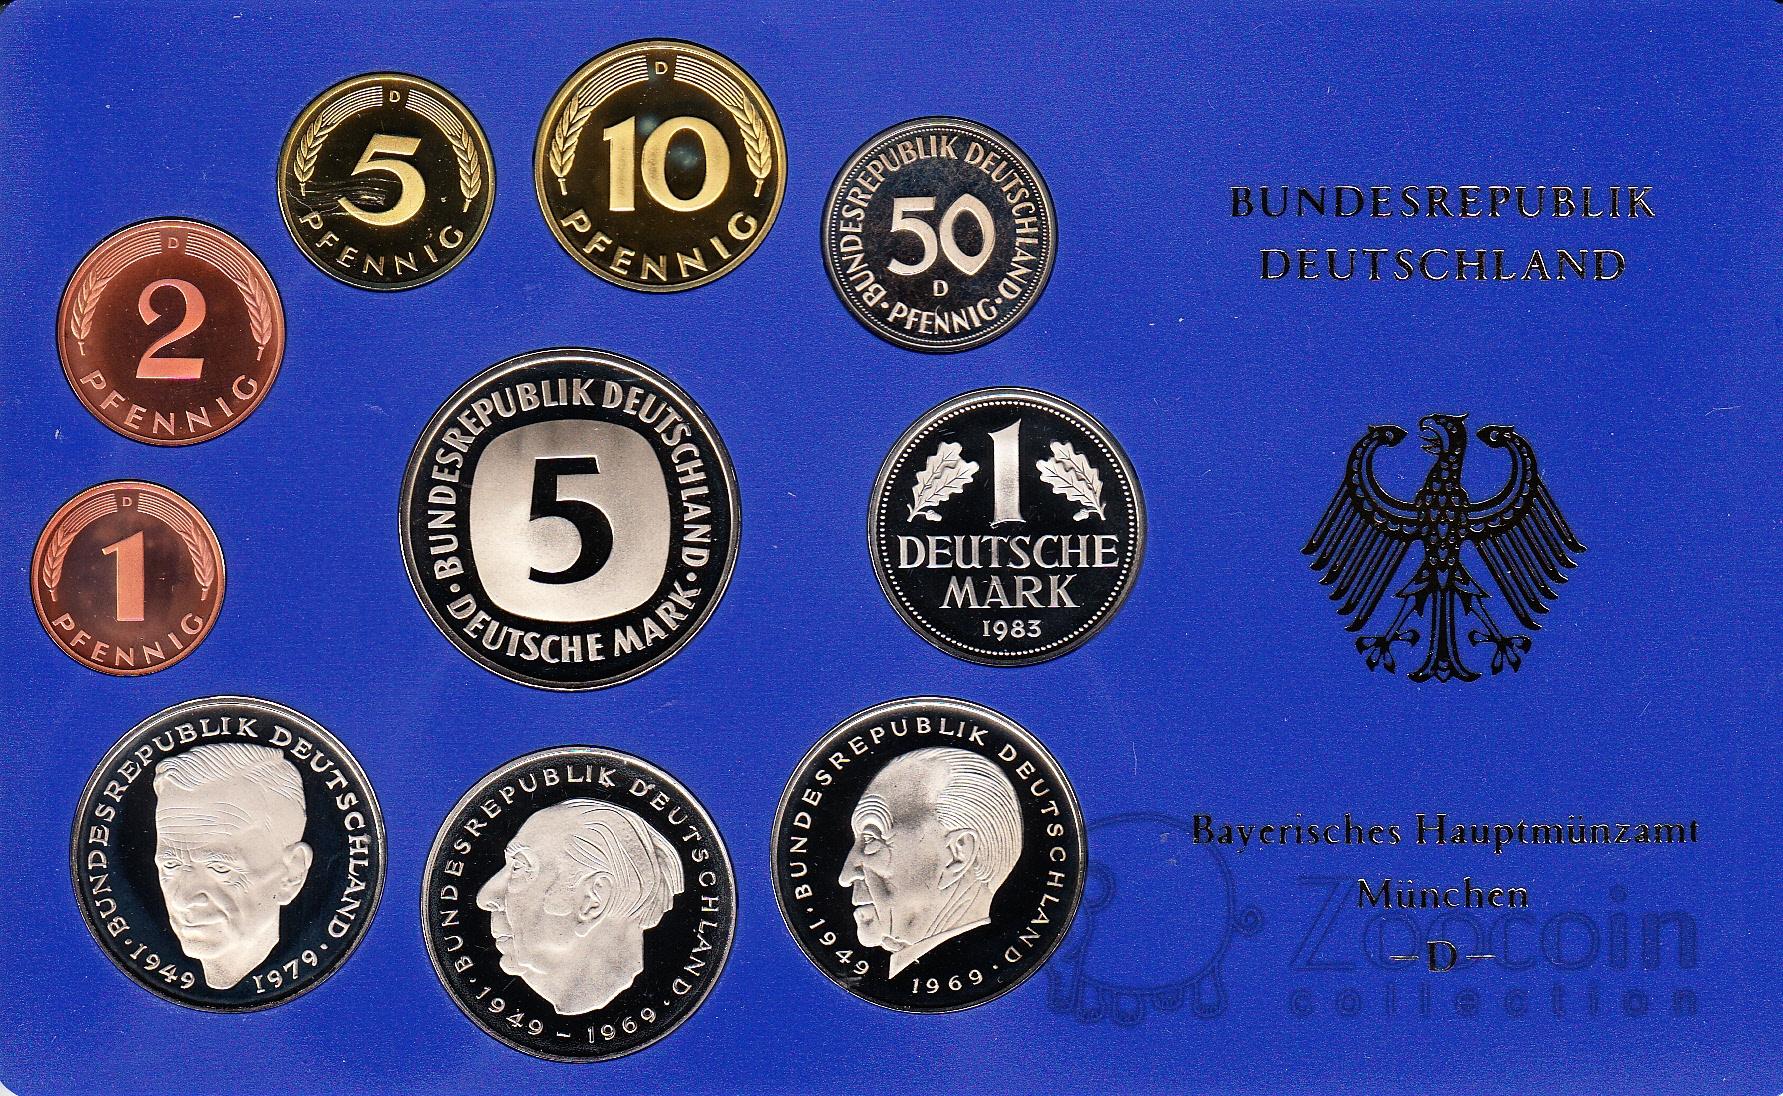 D
5
PFENNIG
D
10
PFENNIG
BUNDESREPUBLIK DEUTSCHLAND
50
D
PFENNIG
BUNDESREPUBLIK
DEUTSCHLAND
D
2
PFENNIG
BUNDESREPUBLIK DEUTSCHLAND
5
DEUTSCHE MARK
1
DEUTSCHE
MARK
1983
D
1
PFENNIG
BUNDESREPUBLIK DEUTSCHLAND
1949 1979
BUNDESREPUBLIK DEUTSCHLAND
1949 – 1969
BUNDESREPUBLIK DEUTSCHLAND
1949 1969
Bayerisches Hauptmünzamt
München
–D–
Zoocoin
collection